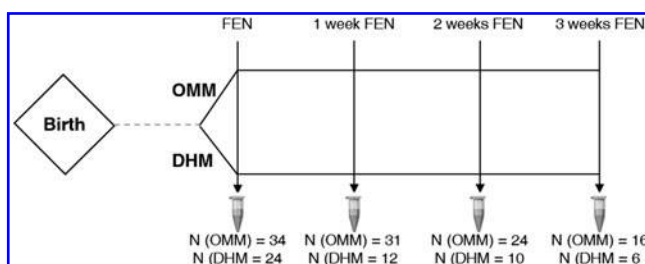 FEN 1 week FEN 2 weeks FEN 3 weeks FEN
OMM
Birth
DHM
N (OMM) = 34 N (OMM) = 31 N (OMM) = 24 N (OMM) = 16
N (DHM = 24 N (DHM) = 12 N (DHM) = 10 N (DHM) = 6